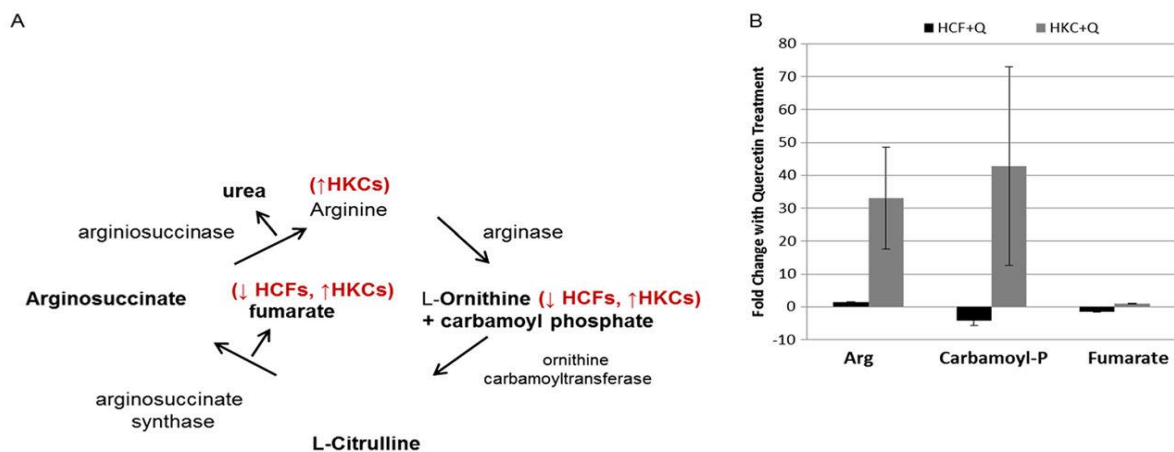 A
urea
(↑HKCs)
Arginine
arginiosuccinase
arginase
Arginosuccinate
(↓ HCFs, ↑HKCs)
fumarate
L-Ornithine (↓ HCFs, ↑HKCs)
+ carbamoyl phosphate
ornithine
carbamoyltransferase
arginosuccinate
synthase
L-Citrulline
B
HCF+Q HKC+Q
Fold Change with Quercetin Treatment
80
70
60
50
40
30
20
10
0
-10
Arg Carbamoyl-P Fumarate